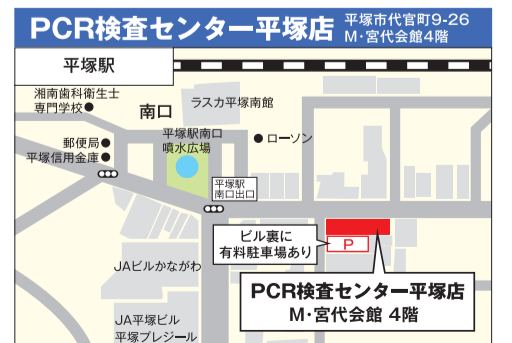 PCR検査センター平塚店
平塚市代官町9-26
M・宮代会館4階
平塚駅
湘南歯科衛生士
専門学校
南口
ラスカ平塚南館
郵便局
平塚信用金庫
平塚駅南口
噴水広場
ローソン
平塚駅
南口出口
ビル裏に
有料駐車場あり
P
JAビルかながわ
PCR検査センター平塚店
M・宮代会館 4階
JA平塚ビル
平塚プレジール